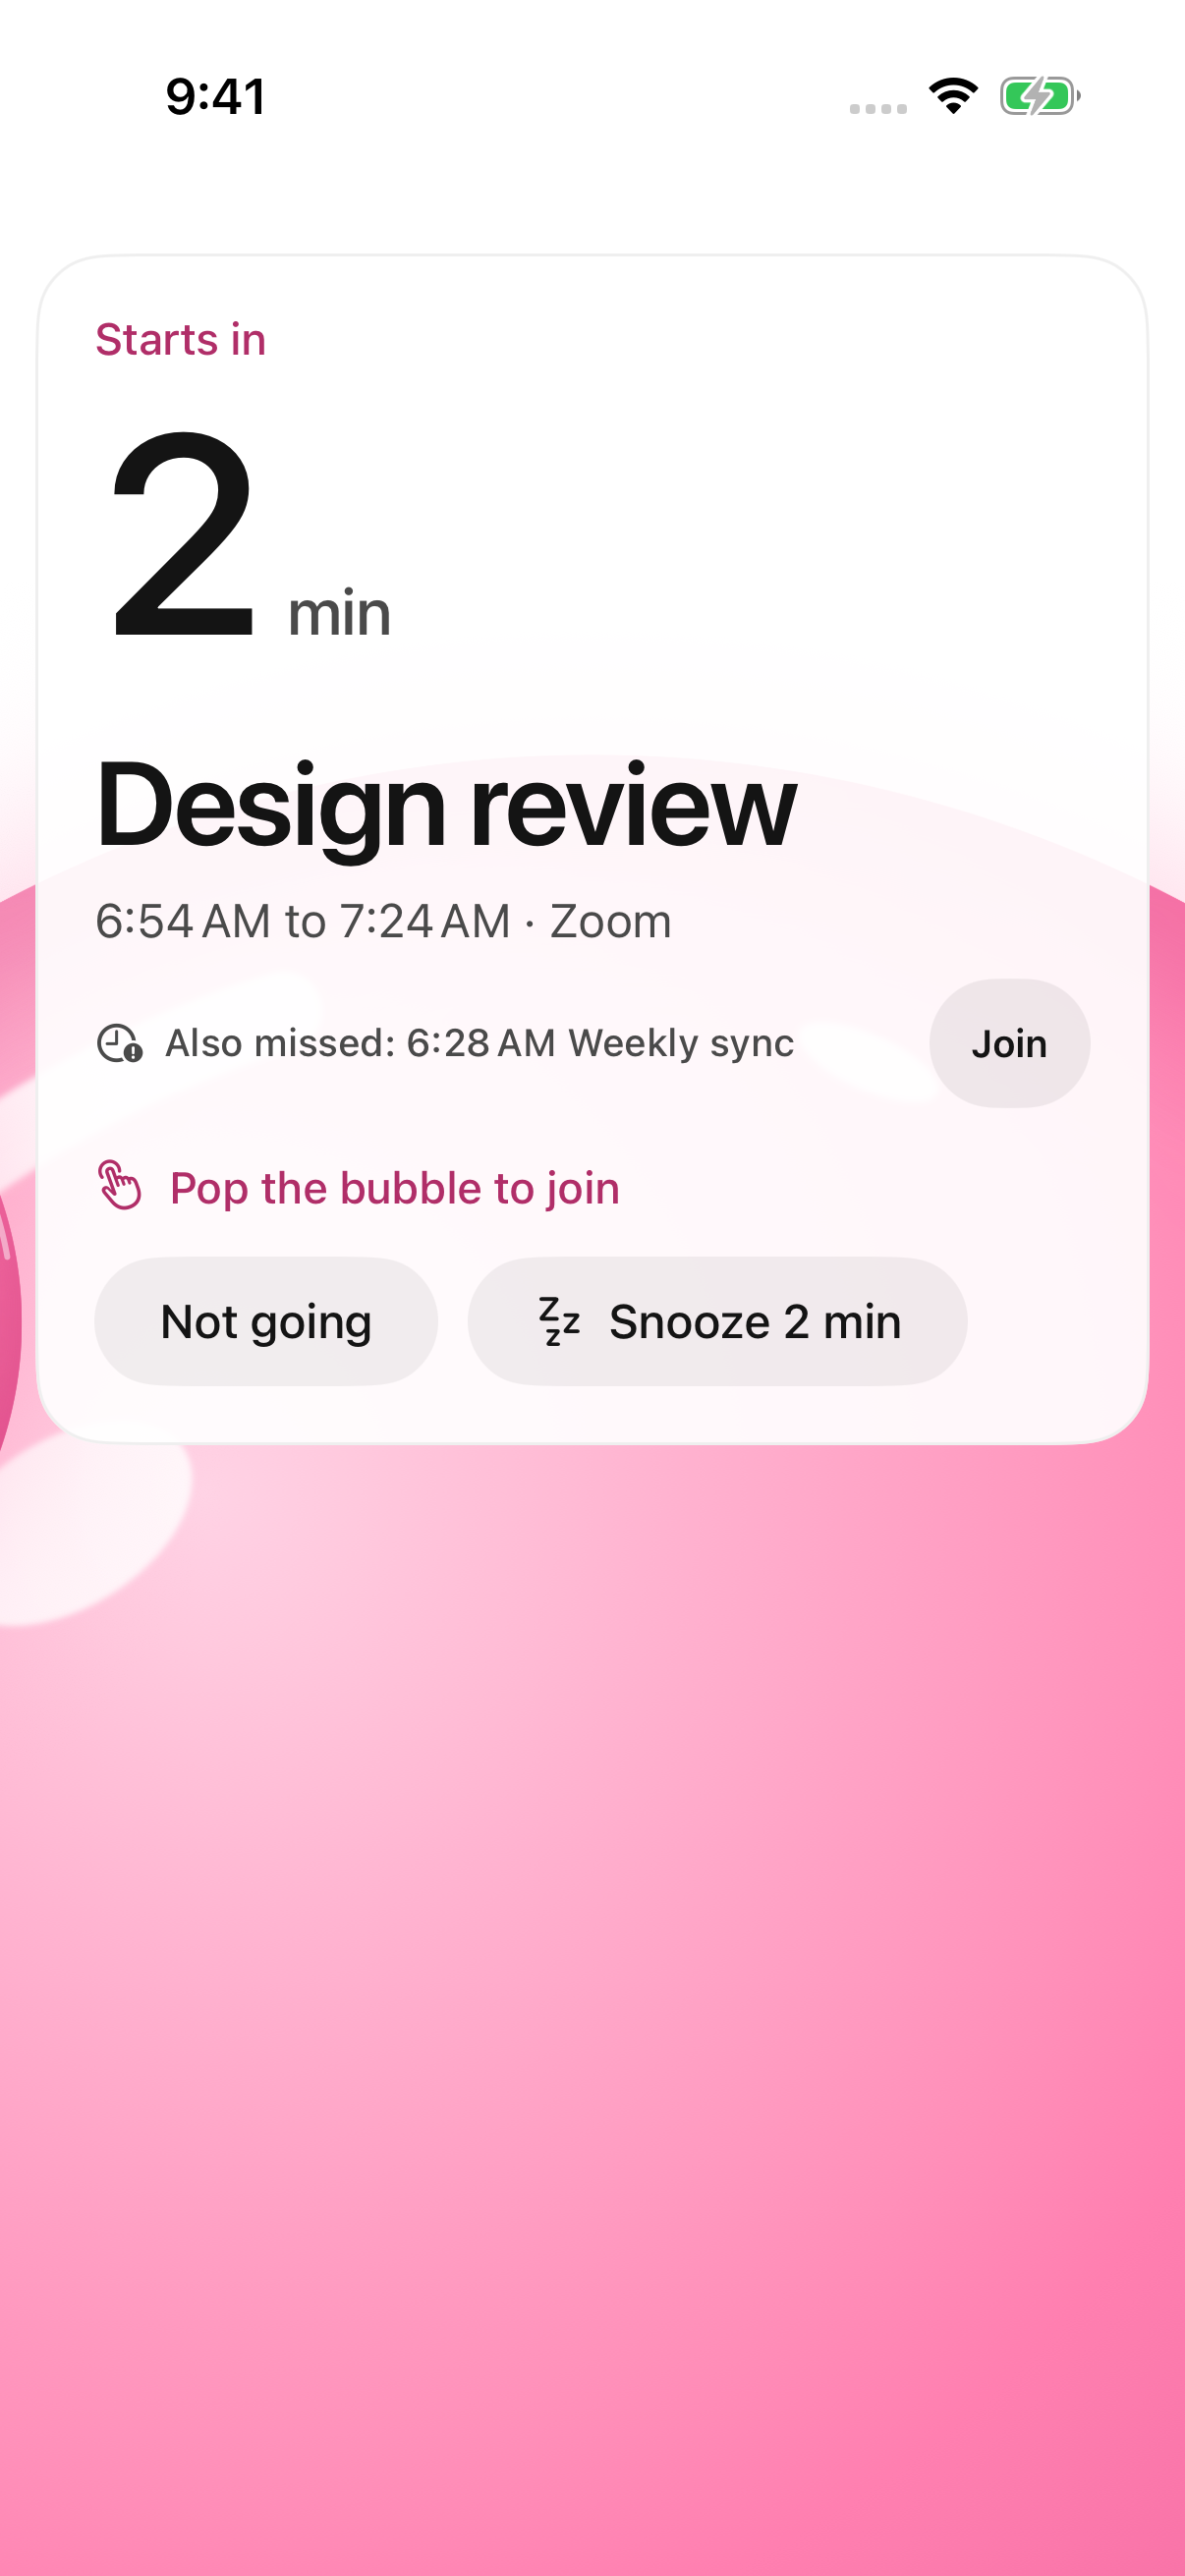 9:41
Starts in
2 min
Design review
6:54 AM to 7:24 AM · Zoom
Also missed: 6:28 AM Weekly sync
Join
Pop the bubble to join
Not going
Snooze 2 min